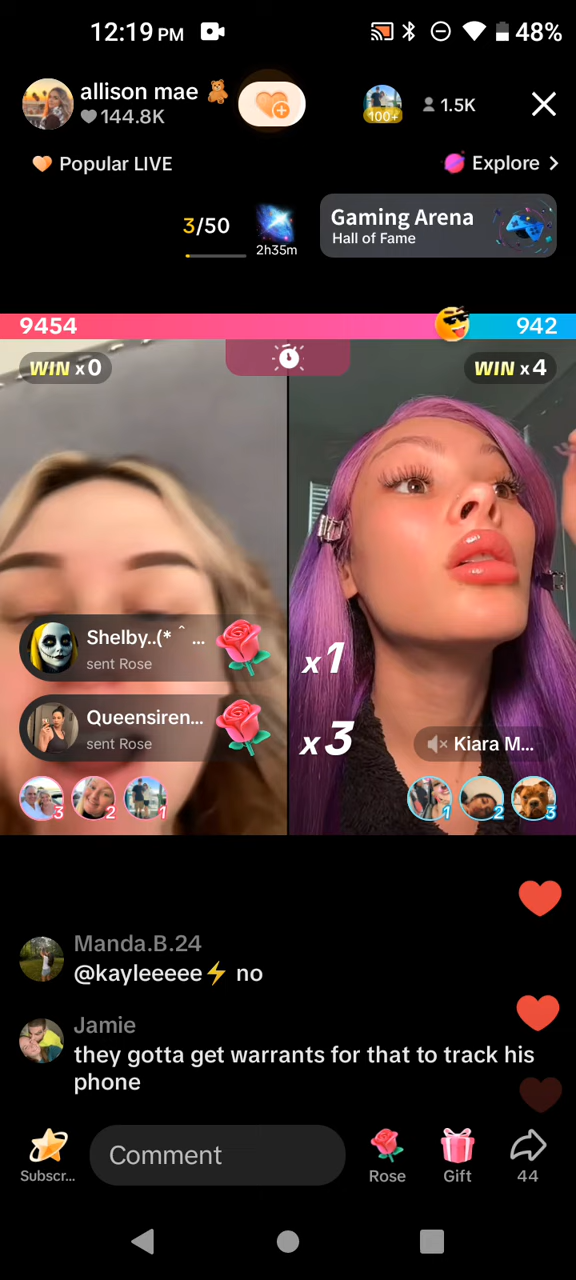 12:19 PM
48%
allison mae
144.8K
100+
1.5K
Popular LIVE
Explore
3/50
2h35m
Gaming Arena
Hall of Fame
9454
942
WIN x0
WIN x4
Shelby..(* ˆ ...
sent Rose
x1
Queensiren...
sent Rose
x3
Kiara M...
3
2
1
1
2
3
Manda.B.24
@kayleeeee⚡ no
Jamie
they gotta get warrants for that to track his
phone
Subscr...
Comment
Rose
Gift
44